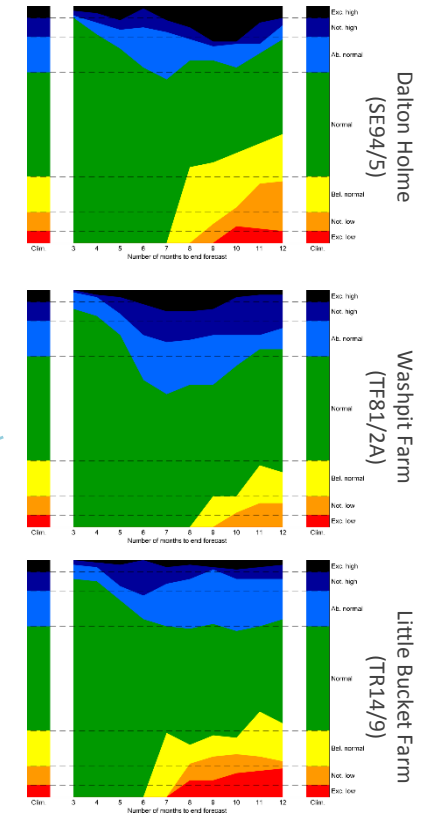 Exc. high
Not. high
Ab. normal
Normal
Bel. normal
Not. low
Exc. low
Clim.
3 4 5 6 7 8 9 10 11 12
Clim.
Number of months to end forecast
Dalton Holme
(SE94/5)
Exc. high
Not. high
Ab. normal
Normal
Bel. normal
Not. low
Exc. low
Clim.
3 4 5 6 7 8 9 10 11 12
Clim.
Number of months to end forecast
Washpit Farm
(TF81/2A)
Exc. high
Not. high
Ab. normal
Normal
Bel. normal
Not. low
Exc. low
Clim.
3 4 5 6 7 8 9 10 11 12
Clim.
Number of months to end forecast
Little Bucket Farm
(TR14/9)